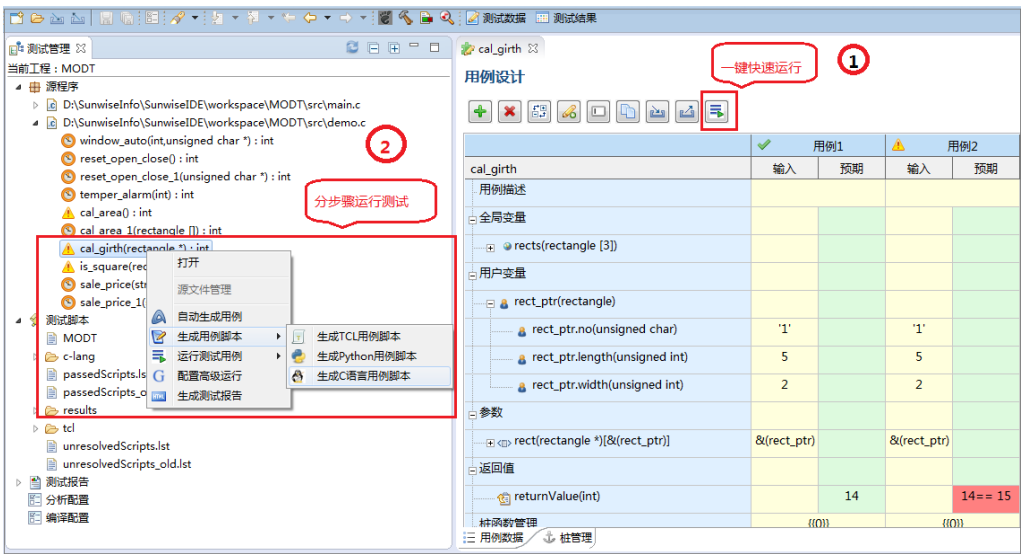 测试数据 测试结果
测试管理
当前工程：MODT
源程序
D:\SunwiseInfo\SunwiseIDE\workspace\MODT\src\main.c
D:\SunwiseInfo\SunwiseIDE\workspace\MODT\src\demo.c
window_auto(int,unsigned char *) : int
reset_open_close() : int
reset_open_close_1(unsigned char *) : int
temper_alarm(int) : int
cal_area() : int
cal_area_1(rectangle []) : int
cal_girth(rectangle *) : int
is_square(rec
sale_price(str
sale_price_1(
测试脚本
MODT
c-lang
passedScripts.ls
passedScripts_o
results
tcl
unresolvedScripts.lst
unresolvedScripts_old.lst
测试报告
分析配置
编译配置
2
分步骤运行测试
打开
源文件管理
自动生成用例
生成用例脚本
运行测试用例
配置高级运行
生成测试报告
生成TCL用例脚本
生成Python用例脚本
生成C语言用例脚本
cal_girth
用例设计
一键快速运行
1
用例1 用例2
cal_girth 输入 预期 输入 预期
用例描述
全局变量
rects(rectangle [3])
用户变量
rect_ptr(rectangle)
rect_ptr.no(unsigned char) '1' '1'
rect_ptr.length(unsigned int) 5 5
rect_ptr.width(unsigned int) 2 2
参数
rect(rectangle *)[&(rect_ptr)] &(rect_ptr) &(rect_ptr)
返回值
returnValue(int) 14 14== 15
桩函数管理 {{0}} {{0}}
用例数据 桩管理